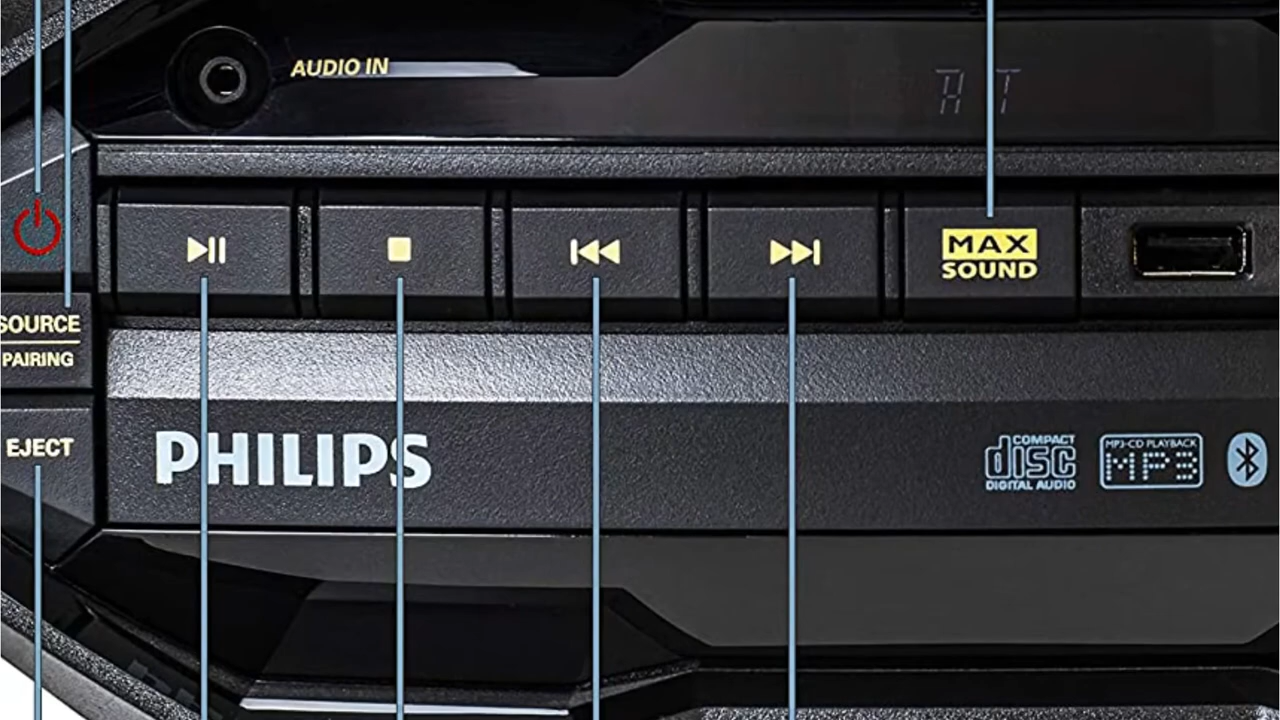 AUDIO IN
MAX
SOUND
SOURCE
PAIRING
EJECT
PHILIPS
COMPACT
disc
DIGITAL AUDIO
MP3-CD PLAYBACK
MP3